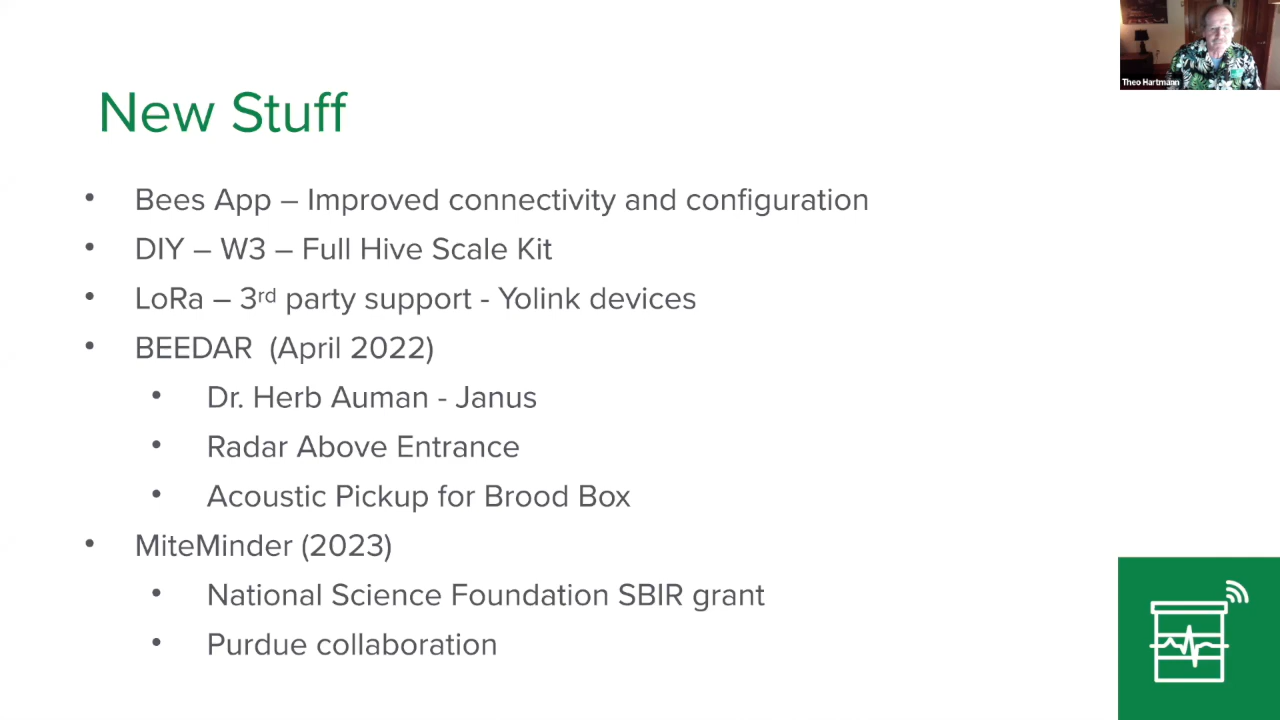 Theo Hartmann
New Stuff
• Bees App – Improved connectivity and configuration
• DIY – W3 – Full Hive Scale Kit
• LoRa – 3rd party support - Yolink devices
• BEEDAR (April 2022)
• Dr. Herb Auman - Janus
• Radar Above Entrance
• Acoustic Pickup for Brood Box
• MiteMinder (2023)
• National Science Foundation SBIR grant
• Purdue collaboration